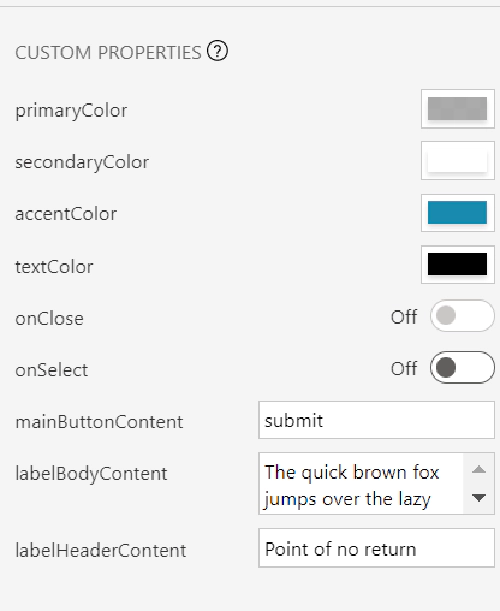 CUSTOM PROPERTIES ?
primaryColor
secondaryColor
accentColor
textColor
onClose Off
onSelect Off
mainButtonContent submit
labelBodyContent The quick brown fox
jumps over the lazy
labelHeaderContent Point of no return